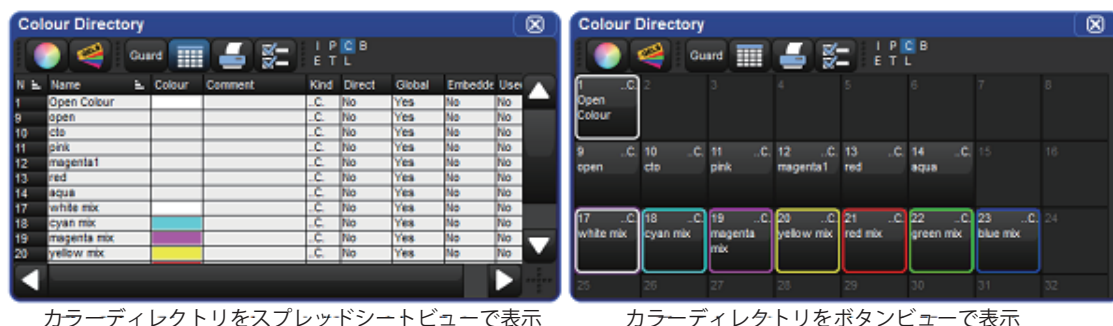 Colour Directory
Guard
I P C B
E T L
N Name Colour Comment Kind Direct Global Embedde Use
1 Open Colour ..C. No Yes No No
9 open ..C. No Yes No No
10 cto ..C. No Yes No No
11 pink ..C. No Yes No No
12 magenta1 ..C. No Yes No No
13 red ..C. No Yes No No
14 aqua ..C. No Yes No No
17 white mix ..C. No Yes No No
18 cyan mix ..C. No Yes No No
19 magenta mix ..C. No Yes No No
20 yellow mix ..C. No Yes No No
カラーディレクトリをスプレッドシートビューで表示
Colour Directory
Guard
I P C B
E T L
1 ..C. 2 3 4 5 6 7 8
Open
Colour
9 ..C. 10 ..C. 11 ..C. 12 ..C. 13 ..C. 14 ..C. 15 16
open cto pink magenta1 red aqua
17 ..C. 18 ..C. 19 ..C. 20 ..C. 21 ..C. 22 ..C. 23 ..C. 24
white mix cyan mix magenta mix yellow mix red mix green mix blue mix
25 26 27 28 29 30 31 32
カラーディレクトリをボタンビューで表示